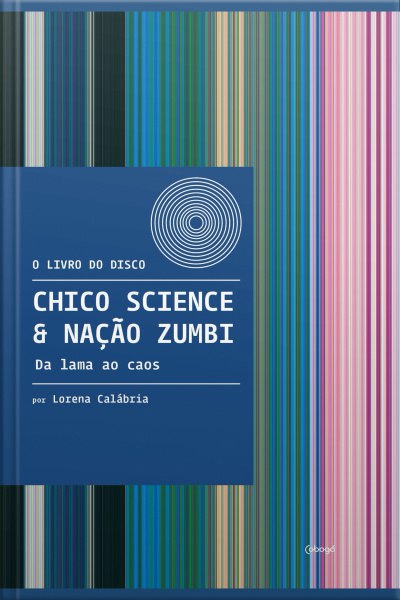 O LIVRO DO DISCO
CHICO SCIENCE
& NAÇÃO ZUMBI
Da lama ao caos
por Lorena Calábria
Cobogó